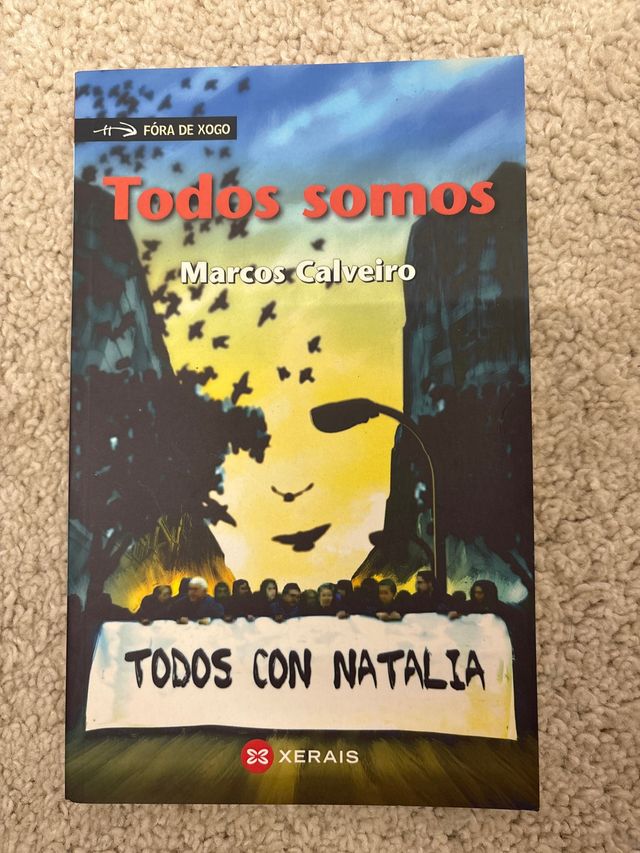 FÓRA DE XOGO
Todos somos
Marcos Calveiro
TODOS CON NATALIA
XERAIS